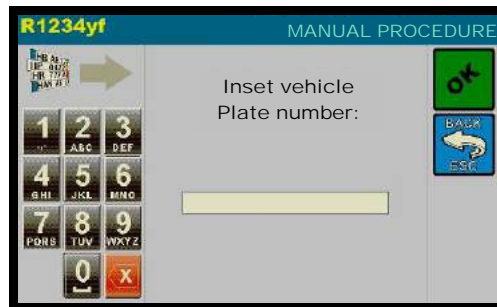 R1234yf
MANUAL PROCEDURE
Inset vehicle
Plate number:
OK
BACK
ESC
1 2 3
ABC DEF
4 5 6
GHI JKL MNO
7 8 9
PQRS TUV WXYZ
0 X